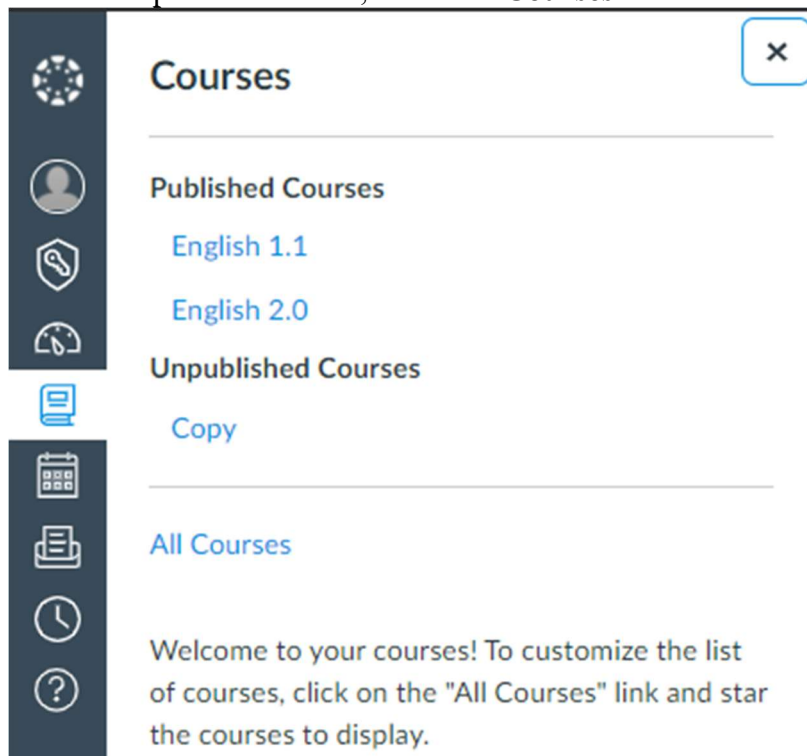 Courses
Published Courses
English 1.1
English 2.0
Unpublished Courses
Copy
All Courses
Welcome to your courses! To customize the list
of courses, click on the "All Courses" link and star
the courses to display.